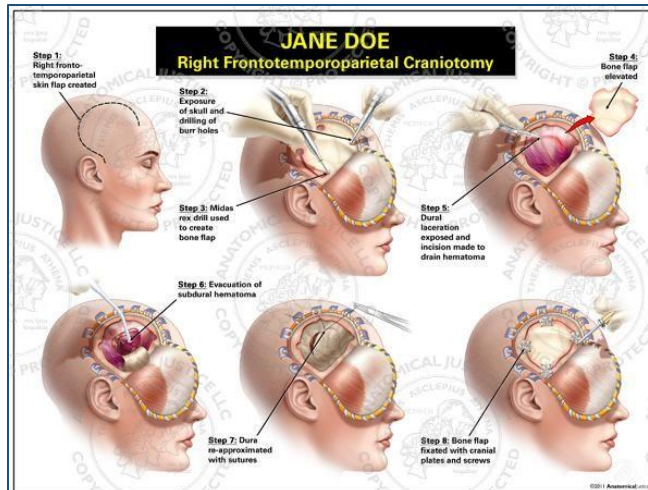 JANE DOE
Right Frontotemporoparietal Craniotomy
Step 1:
Right fronto-
temporoparietal
skin flap created
Step 2:
Exposure
of skull and
drilling of
burr holes
Step 3: Midas
rex drill used
to create
bone flap
Step 4:
Bone flap
elevated
Step 5:
Dural
laceration
exposed and
incision made to
drain hematoma
Step 6: Evacuation of
subdural hematoma
Step 7: Dura
re-approximated
with sutures
Step 8: Bone flap
fixated with cranial
plates and screws
©2011 Anatomical